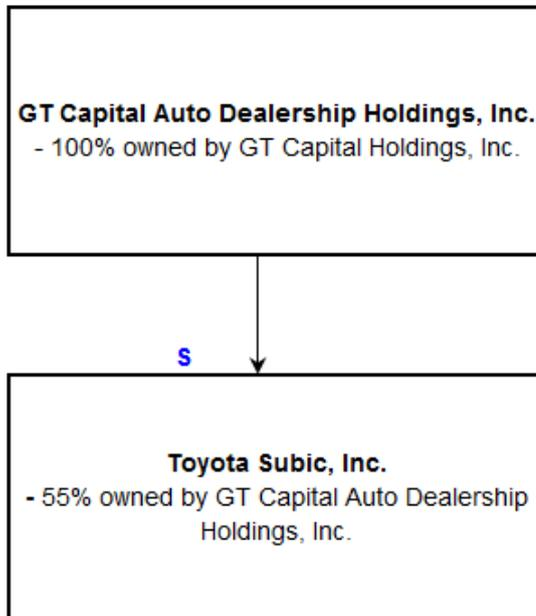 GT Capital Auto Dealership Holdings, Inc.
- 100% owned by GT Capital Holdings, Inc.
S
Toyota Subic, Inc.
- 55% owned by GT Capital Auto Dealership
Holdings, Inc.